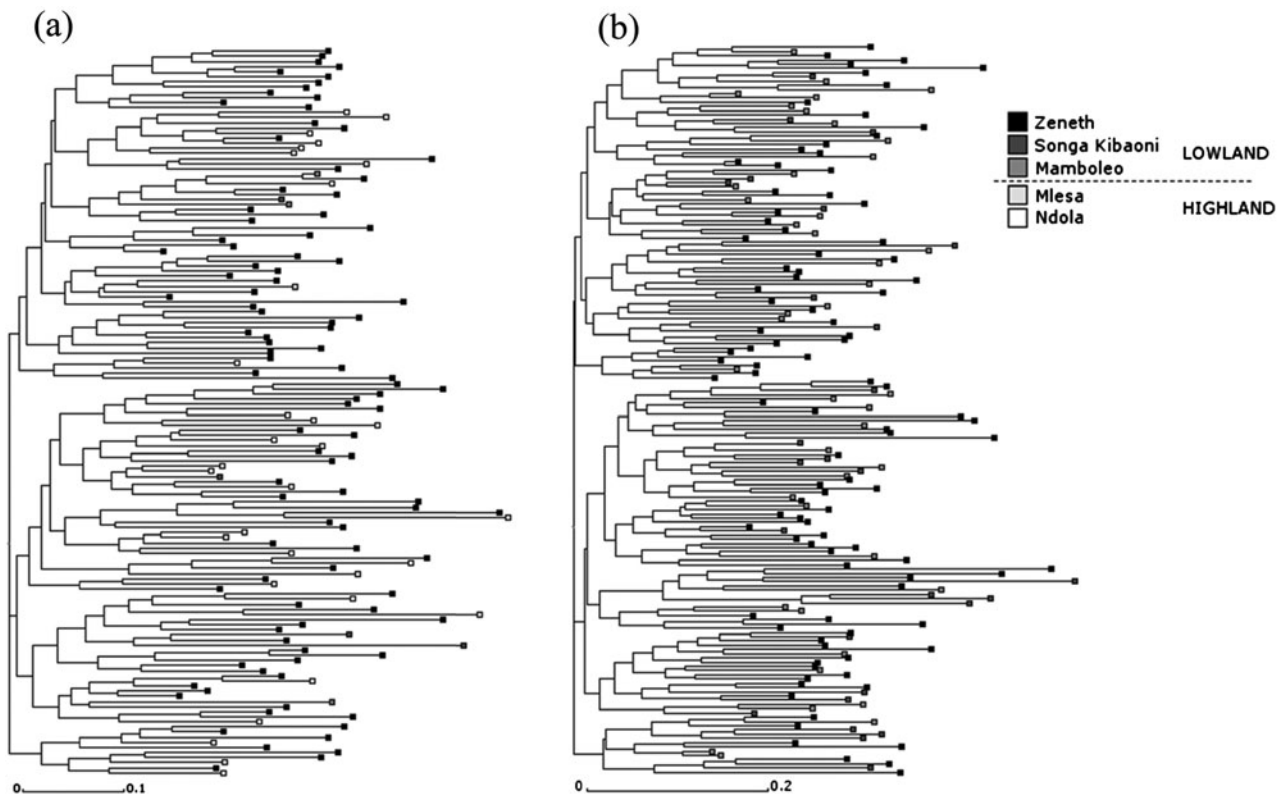 (a)
(b)
Zeneth
Songa Kibaoni
LOWLAND
Mamboleo
Mlesa
HIGHLAND
Ndola
0 0.1
0 0.2